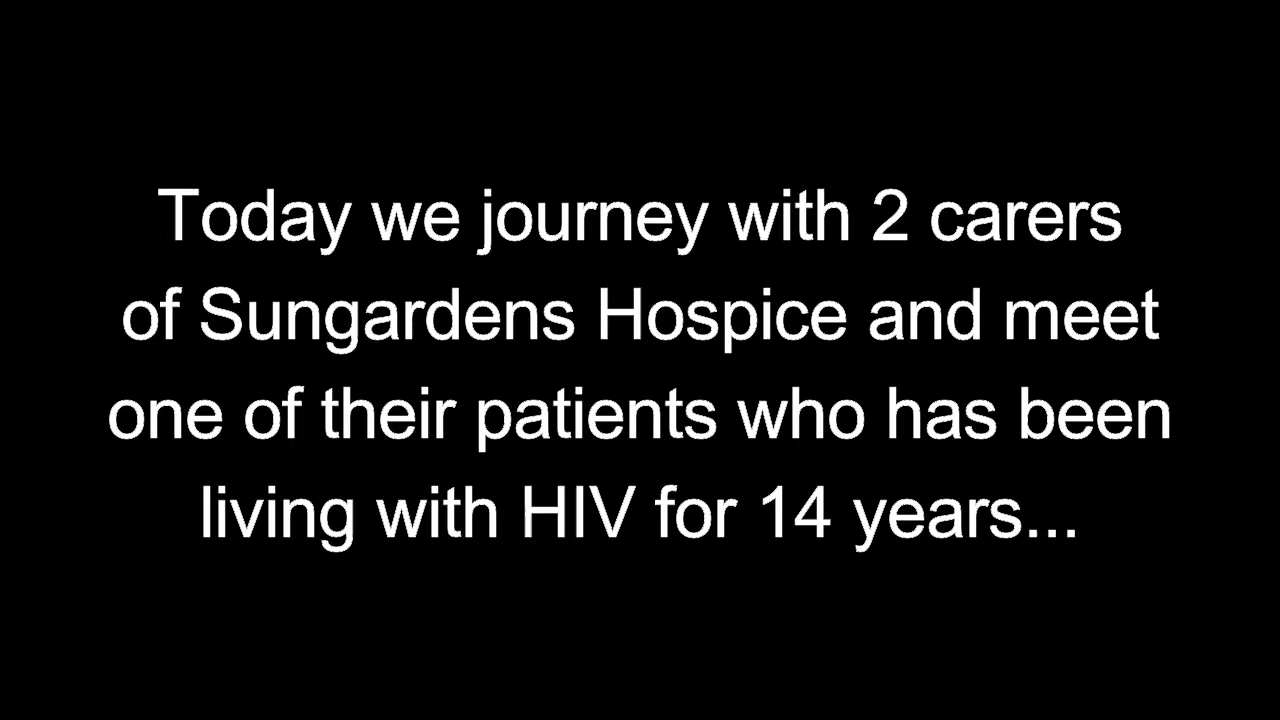 Today we journey with 2 carers
of Sungardens Hospice and meet
one of their patients who has been
living with HIV for 14 years...